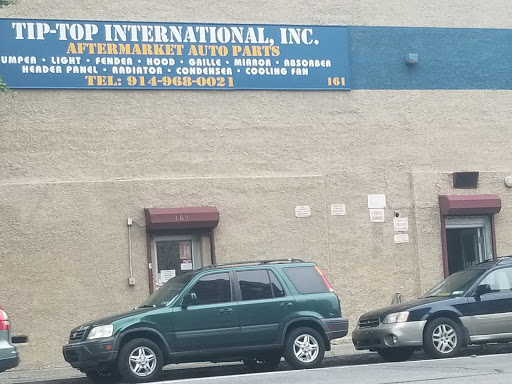 TIP-TOP INTERNATIONAL, INC.
AFTERMARKET AUTO PARTS
UMPER • LIGHT • FENDER • HOOD • GRILLE • MIRROR • ABSORBER
HEADER PANEL • RADIATOR • CONDENSER • COOLING FAN
TEL: 914-968-0021 161
161